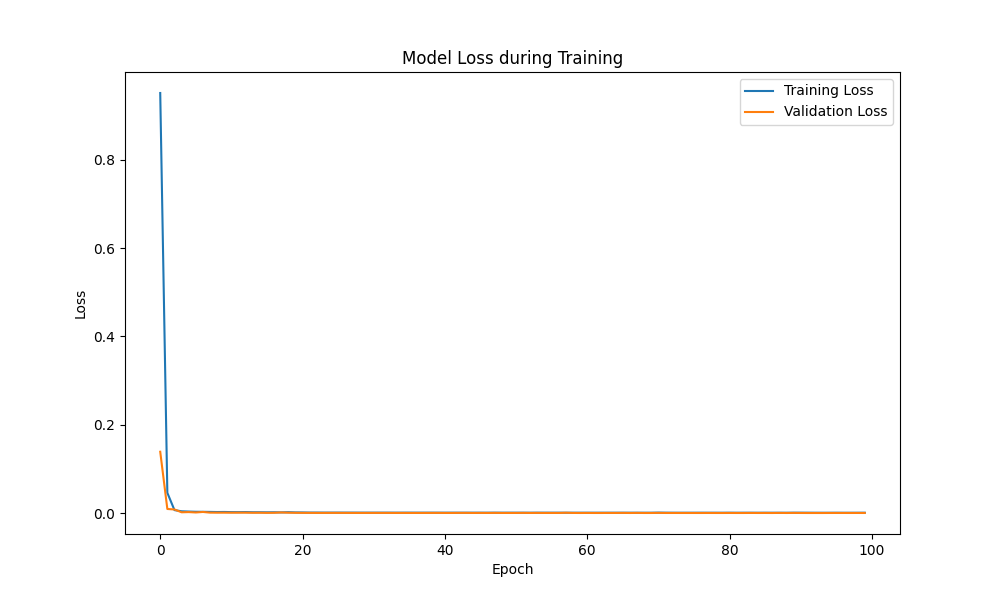 Model Loss during Training
Training Loss
Validation Loss
0.8
0.6
0.4
0.2
0.0
Loss
0 20 40 60 80 100
Epoch